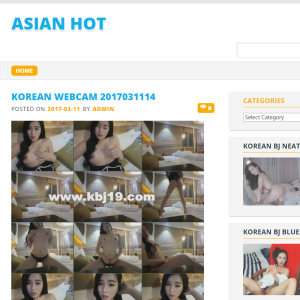 ASIAN HOT
HOME
KOREAN WEBCAM 2017031114
POSTED ON 2017-03-11 BY ADMIN
www.kbj19.com
CATEGORIES
Select Category
KOREAN BJ NEAT
KOREAN BJ BLUE